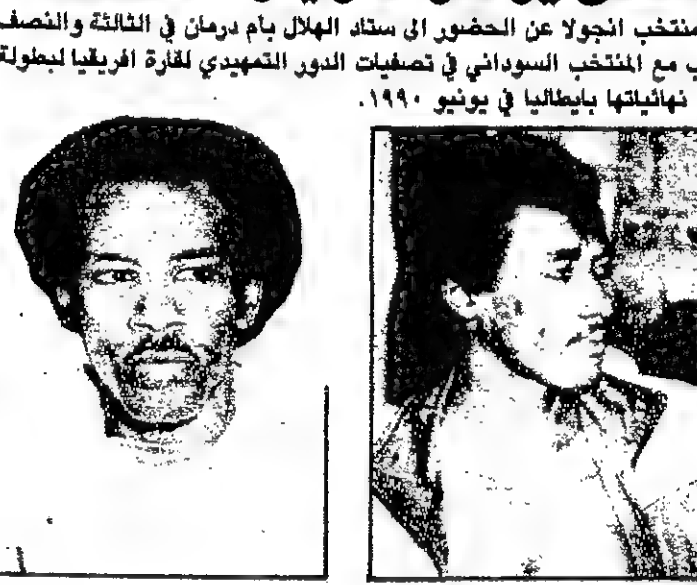 منتخب انجولا عن الحضور الى ستاد الهلال بأم درمان في الثالثة والنصف
ب مع المنتخب السوداني في تصفيات الدور التمهيدي لقارة افريقيا لبطولة
نهائياتها بايطاليا في يونيو ١٩٩٠.